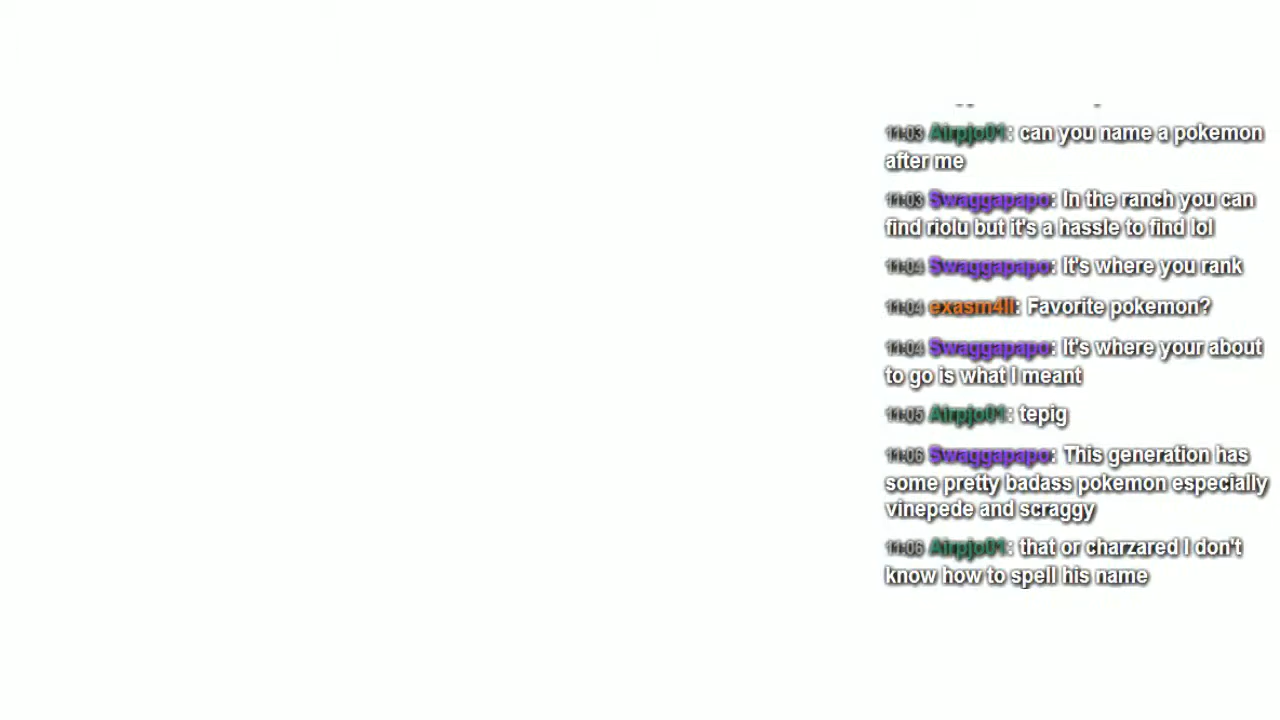 11:03 Airpjo01: can you name a pokemon
after me
11:03 Swaggapapo: In the ranch you can
find riolu but it's a hassle to find lol
11:04 Swaggapapo: It's where you rank
11:04 exasm4ll: Favorite pokemon?
11:04 Swaggapapo: It's where your about
to go is what I meant
11:05 Airpjo01: tepig
11:06 Swaggapapo: This generation has
some pretty badass pokemon especially
vinepede and scraggy
11:06 Airpjo01: that or charzared I don't
know how to spell his name